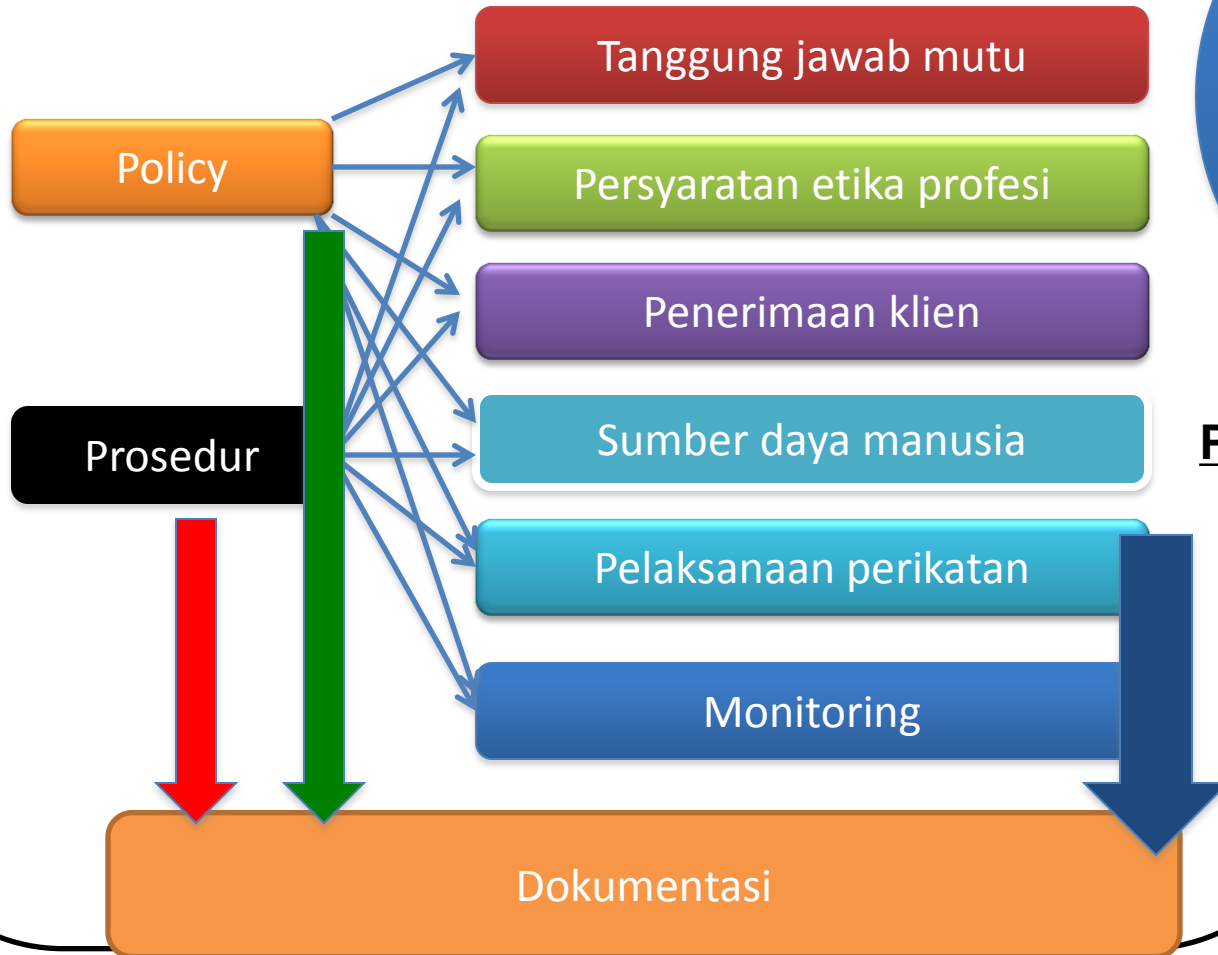 Tanggung jawab mutu
Policy
Persyaratan etika profesi
Penerimaan klien
Sumber daya manusia
Prosedur
Pelaksanaan perikatan
Monitoring
Dokumentasi